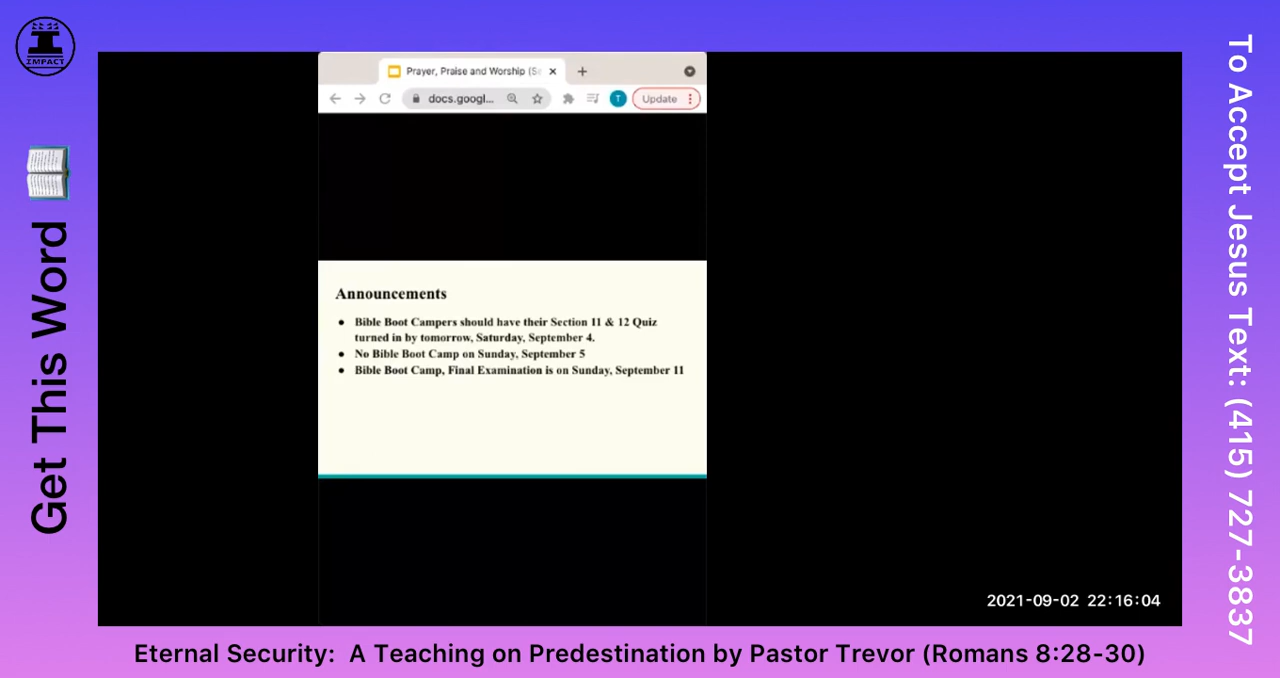 IMPACT
Get This Word
Prayer, Praise and Worship (Se
docs.googl...
T
Update
Announcements
● Bible Boot Campers should have their Section 11 & 12 Quiz
turned in by tomorrow, Saturday, September 4.
● No Bible Boot Camp on Sunday, September 5
● Bible Boot Camp, Final Examination is on Sunday, September 11
2021-09-02 22:16:04
To Accept Jesus Text: (415) 727-3837
Eternal Security: A Teaching on Predestination by Pastor Trevor (Romans 8:28-30)